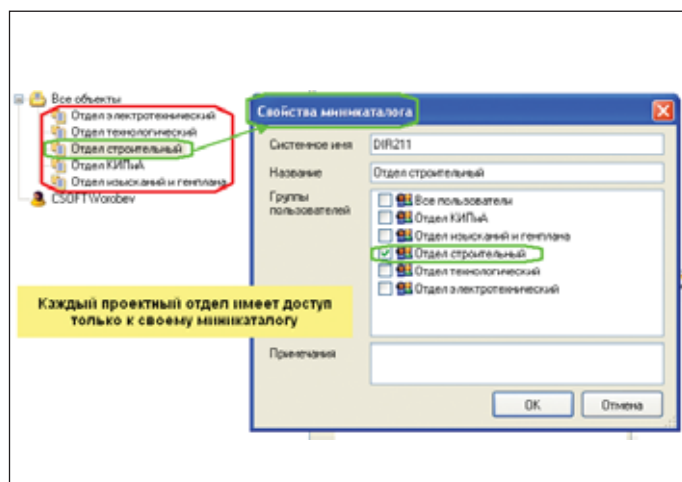 Все объекты
Отдел электротехнический
Отдел технологический
Отдел строительный
Отдел КИПиА
Отдел изысканий и генплана
CSOFT\Vorobev
Каждый проектный отдел имеет доступ
только к своему миникаталогу
Свойства миникаталога
Системное имя
DIR211
Название
Отдел строительный
Группы
пользователей
Все пользователи
Отдел КИПиА
Отдел изысканий и генплана
Отдел строительный
Отдел технологический
Отдел электротехнический
Примечания
OK
Отмена